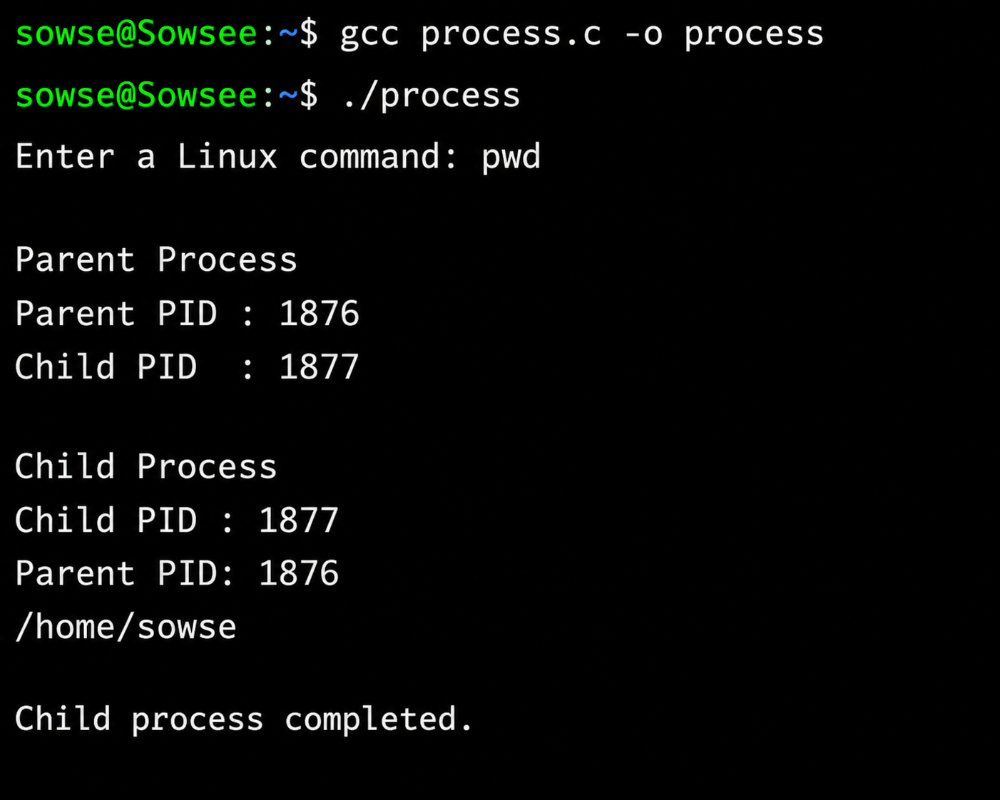 sowse@Sowsee:~$ gcc process.c -o process
sowse@Sowsee:~$ ./process
Enter a Linux command: pwd
Parent Process
Parent PID : 1876
Child PID  : 1877
Child Process
Child PID : 1877
Parent PID: 1876
/home/sowse
Child process completed.